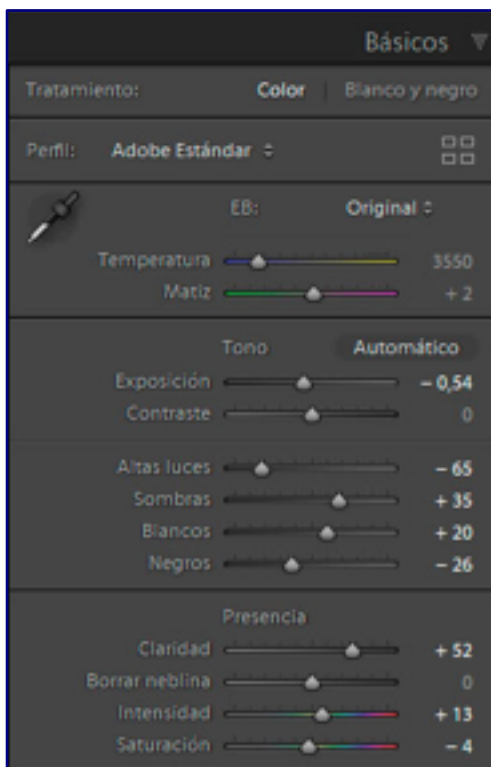 Básicos
Tratamiento: Color Blanco y negro
Perfil: Adobe Estándar
EB: Original
Temperatura 3550
Matiz + 2
Tono Automático
Exposición - 0,54
Contraste 0
Altas luces - 65
Sombras + 35
Blancos + 20
Negros - 26
Presencia
Claridad + 52
Borrar neblina 0
Intensidad + 13
Saturación - 4